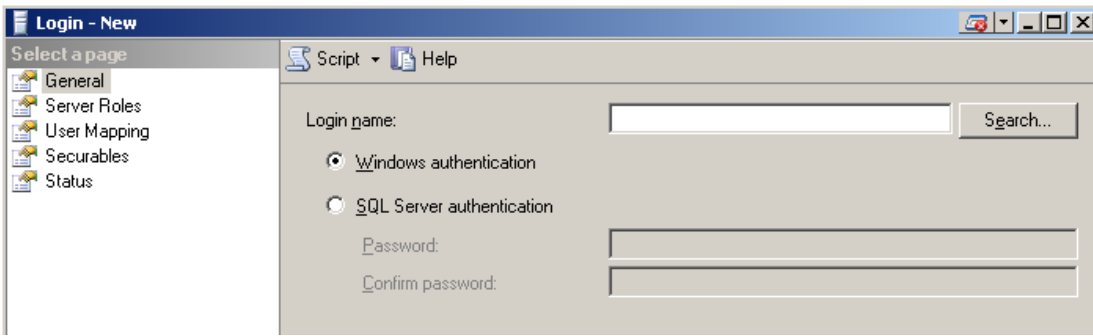 Login - New
Select a page
General
Server Roles
User Mapping
Securables
Status
Script Help
Login name:
Search...
Windows authentication
SQL Server authentication
Password:
Confirm password: